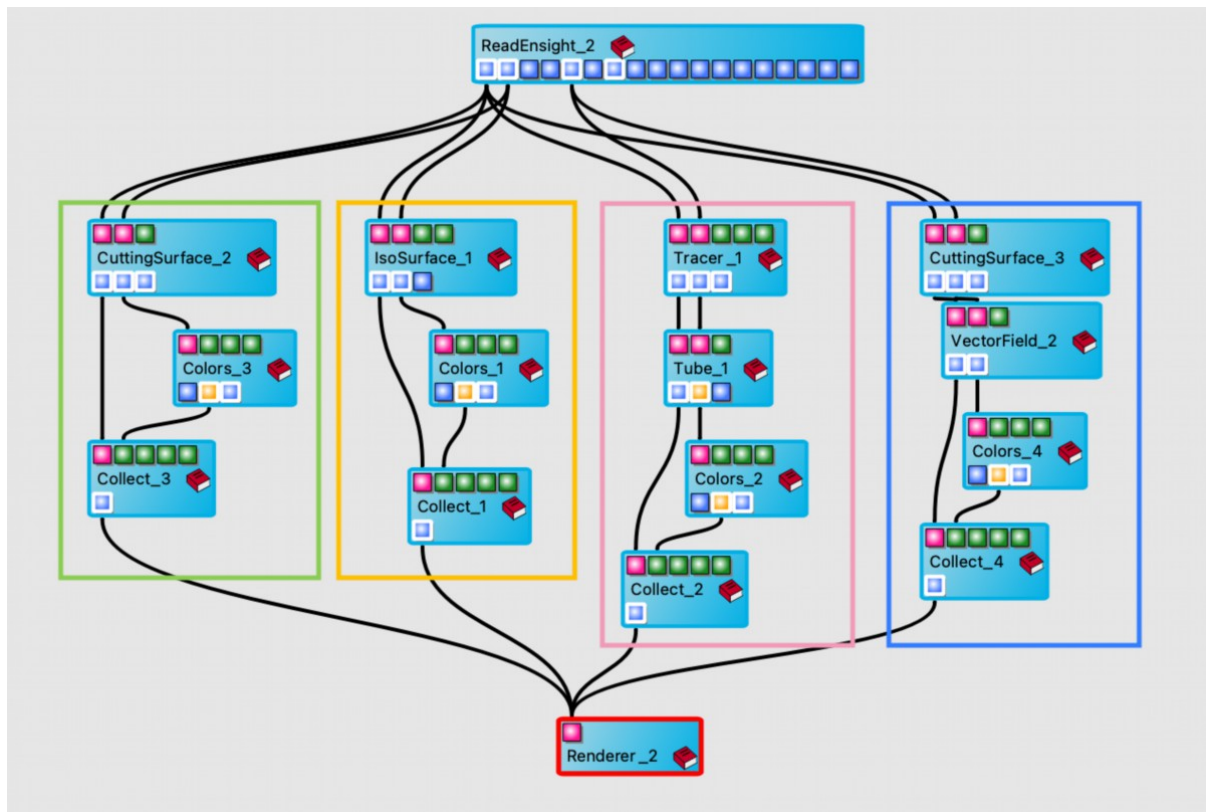 ReadEnsight_2
CuttingSurface_2
IsoSurface_1
Tracer_1
CuttingSurface_3
Colors_3
Colors_1
Tube_1
VectorField_2
Collect_3
Collect_1
Colors_2
Colors_4
Collect_2
Collect_4
Renderer_2